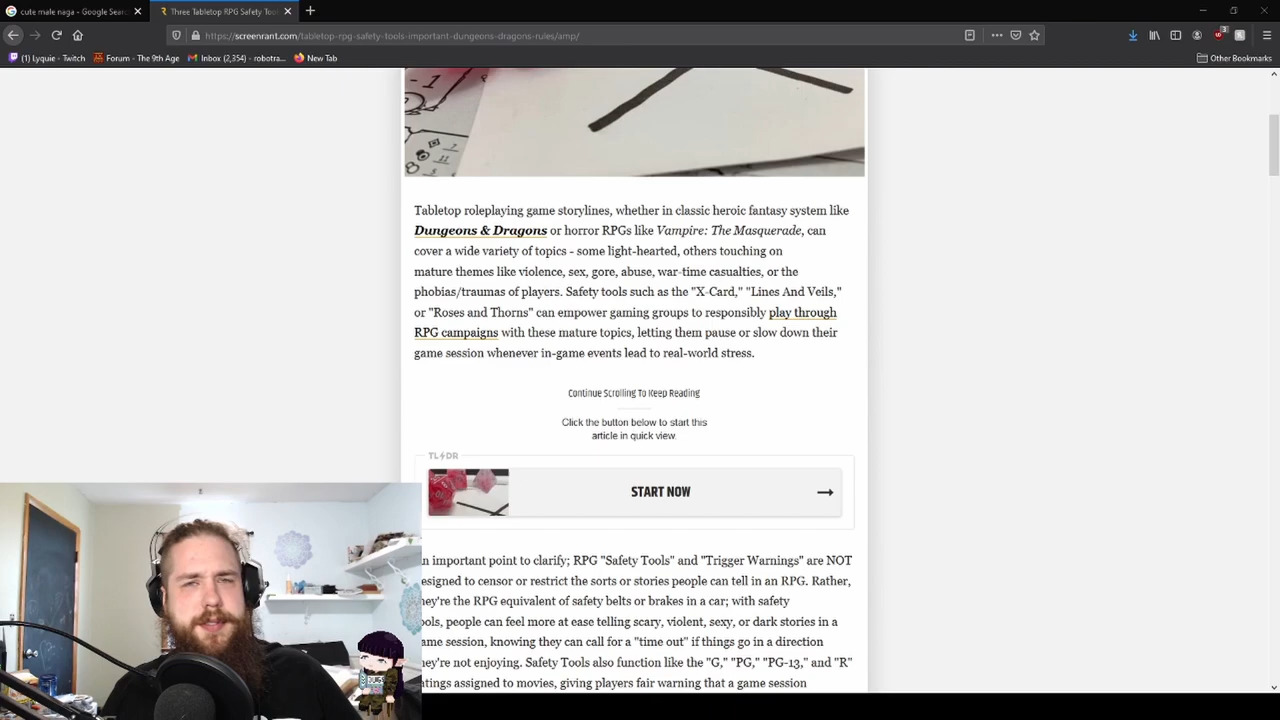 cute male naga - Google Sear
Three Tabletop RPG Safety Tool
https://screenrant.com/tabletop-rpg-safety-tools-important-dungeons-dragons-rules/amp/
(1) Lyquie - Twitch
Forum - The 9th Age
Inbox (2,354) - robotra...
New Tab
Other Bookmarks
Tabletop roleplaying game storylines, whether in classic heroic fantasy system like
Dungeons & Dragons or horror RPGs like Vampire: The Masquerade, can
cover a wide variety of topics - some light-hearted, others touching on
mature themes like violence, sex, gore, abuse, war-time casualties, or the
phobias/traumas of players. Safety tools such as the "X-Card," "Lines And Veils,"
or "Roses and Thorns" can empower gaming groups to responsibly play through
RPG campaigns with these mature topics, letting them pause or slow down their
game session whenever in-game events lead to real-world stress.
Continue Scrolling To Keep Reading
Click the button below to start this
article in quick view.
TL DR
START NOW
n important point to clarify; RPG "Safety Tools" and "Trigger Warnings" are NOT
esigned to censor or restrict the sorts or stories people can tell in an RPG. Rather,
hey're the RPG equivalent of safety belts or brakes in a car; with safety
ols, people can feel more at ease telling scary, violent, sexy, or dark stories in a
ame session, knowing they can call for a "time out" if things go in a direction
hey're not enjoying. Safety Tools also function like the "G," "PG," "PG-13," and "R"
atings assigned to movies, giving players fair warning that a game session